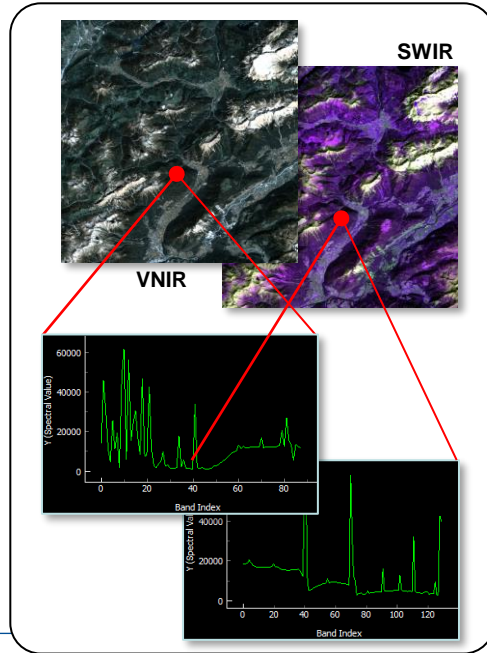 SWIR
VNIR
60000
40000
20000
0
Y (Spectral Value)
0 20 40 60 80
Band Index
40000
20000
0
Y (Spectral Valu
0 20 40 60 80 100 120
Band Index